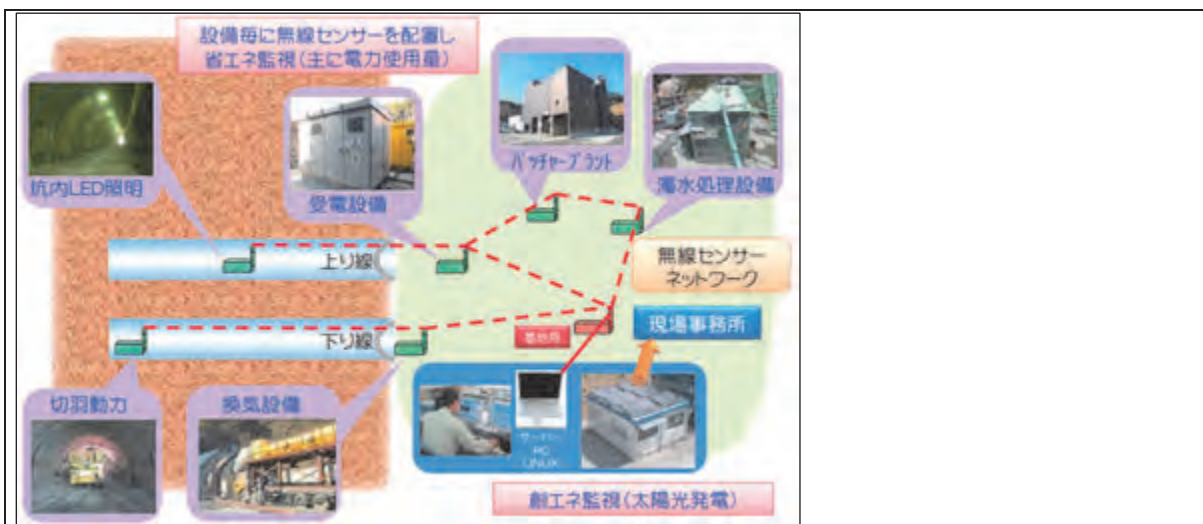 設備毎に無線センサーを配置し
省エネ監視(主に電力使用量)
坑内LED照明
受電設備
バッチャープラント
濁水処理設備
上り線
無線センサー
ネットワーク
現場事務所
基地局
下り線
切羽動力
換気設備
サーバー
PC
LINUX
創エネ監視(太陽光発電)